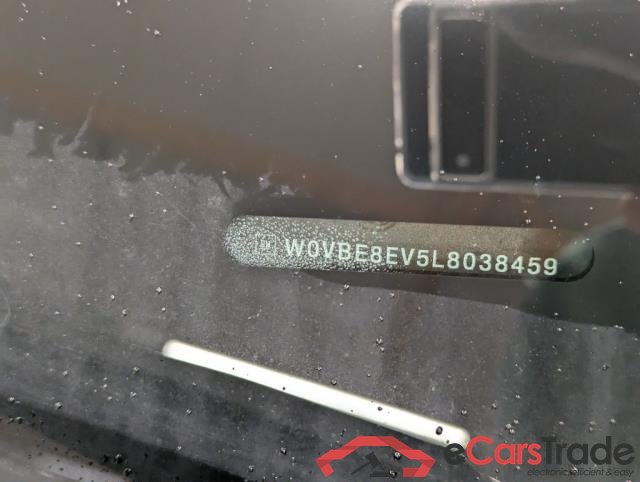 W0VBE8EV5L8038459
eCarsTrade
electronic, efficient & easy